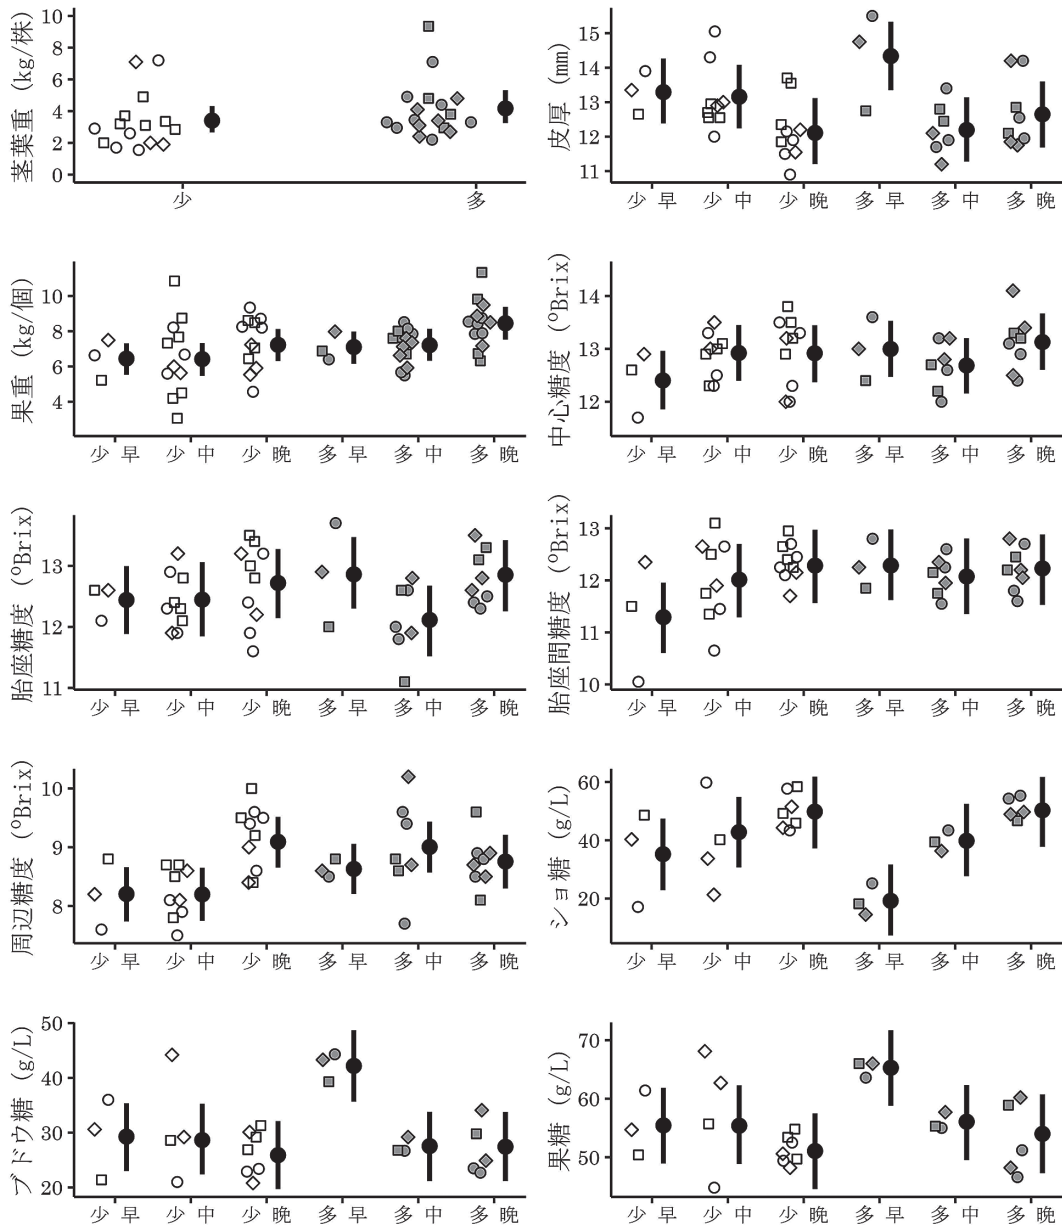 茎葉重 (kg/株)
10
8
6
4
2
0
少 多
皮厚 (mm)
15
14
13
12
11
少 早 少 中 少 晩 多 早 多 中 多 晩
果重 (kg/個)
10
8
6
4
少 早 少 中 少 晩 多 早 多 中 多 晩
中心糖度 (°Brix)
14
13
12
少 早 少 中 少 晩 多 早 多 中 多 晩
胎座糖度 (°Brix)
13
12
11
少 早 少 中 少 晩 多 早 多 中 多 晩
胎座間糖度 (°Brix)
13
12
11
10
少 早 少 中 少 晩 多 早 多 中 多 晩
周辺糖度 (°Brix)
10
9
8
少 早 少 中 少 晩 多 早 多 中 多 晩
ショ糖 (g/L)
60
40
20
少 早 少 中 少 晩 多 早 多 中 多 晩
ブドウ糖 (g/L)
50
40
30
20
少 早 少 中 少 晩 多 早 多 中 多 晩
果糖 (g/L)
70
60
50
少 早 少 中 少 晩 多 早 多 中 多 晩